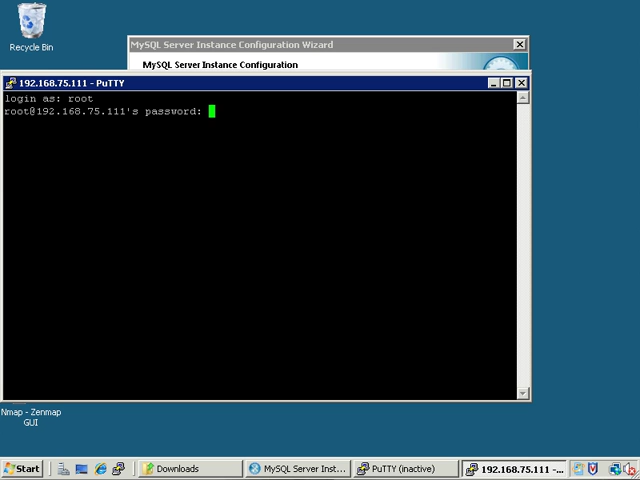 Recycle Bin
MySQL Server Instance Configuration Wizard
MySQL Server Instance Configuration
192.168.75.111 - PuTTY
login as: root
root@192.168.75.111's password:
Nmap - Zenmap
GUI
Start
Downloads
MySQL Server Inst...
PuTTY (inactive)
192.168.75.111 -...